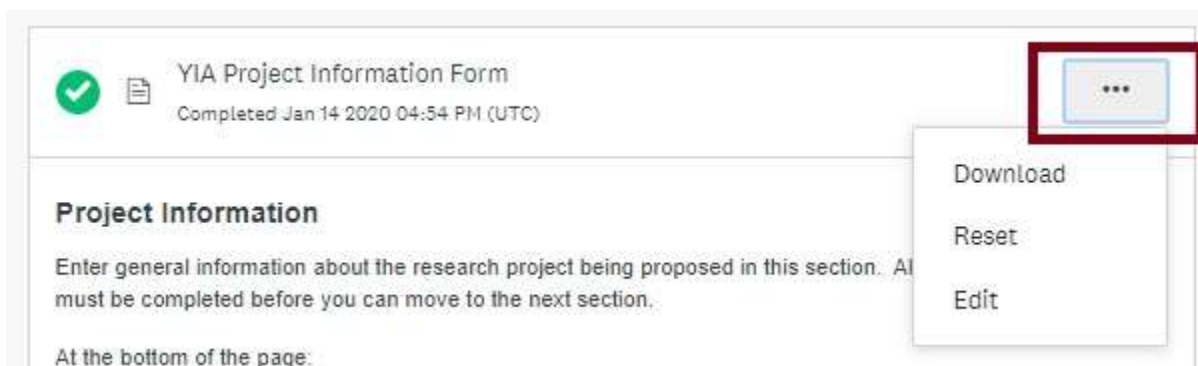 YIA Project Information Form
...
Completed Jan 14 2020 04:54 PM (UTC)
Download
Reset
Edit
Project Information
Enter general information about the research project being proposed in this section. Al
must be completed before you can move to the next section.
At the bottom of the page: